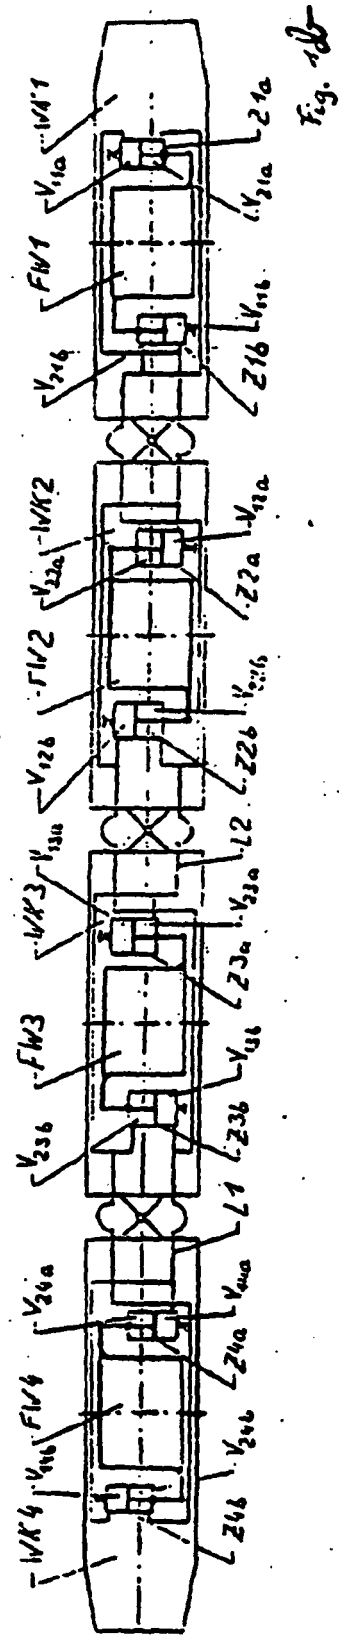 WK4
V14b
FW4
V24a
Z4b
V24b
Z4a
L1
V23b
FW3
WK3
V13a
Z3b
V13b
Z3a
V23a
L2
V12b
FW2
V22a
WK2
Z2b
Z2a
V12a
V21b
FW1
V11a
WK1
Z1b
V11b
V21a
Z1a
Fig. 1b